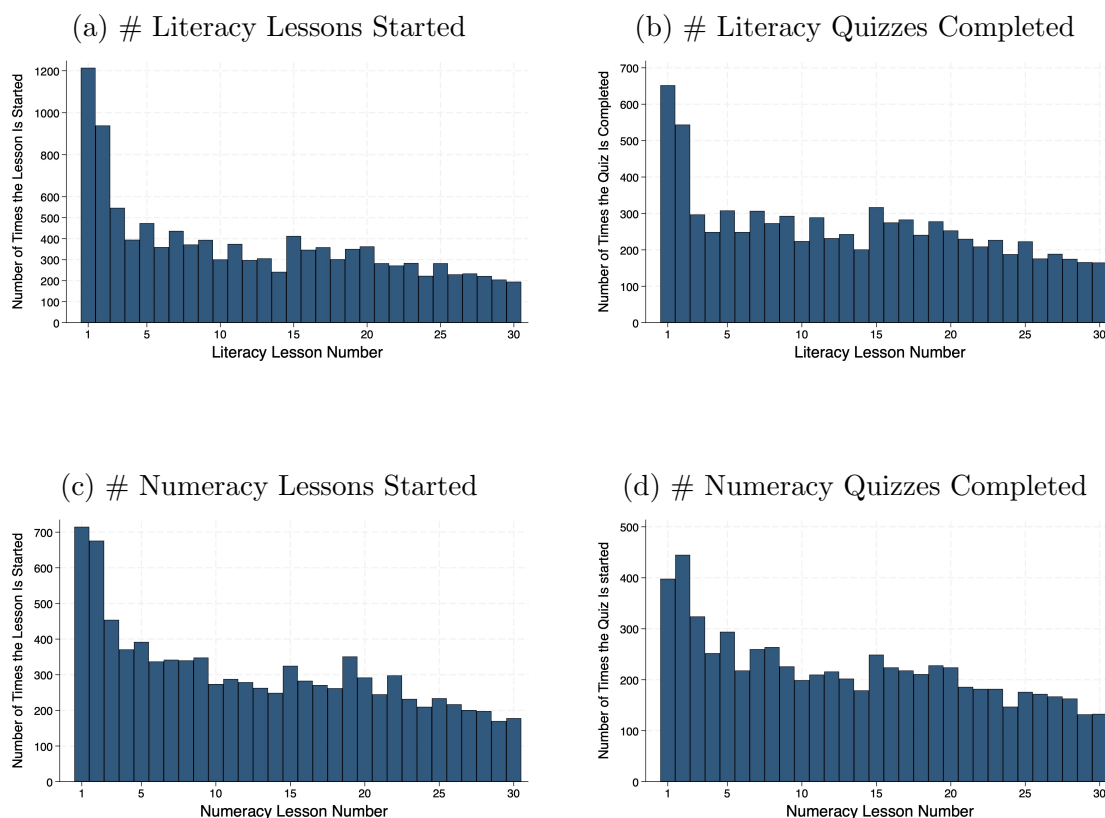 (a) # Literacy Lessons Started
Number of Times the Lesson Is Started
1200
1000
800
600
500
400
300
200
100
0
1 5 10 15 20 25 30
Literacy Lesson Number
(b) # Literacy Quizzes Completed
Number of Times the Quiz Is Completed
700
600
500
400
300
200
100
0
1 5 10 15 20 25 30
Literacy Lesson Number
(c) # Numeracy Lessons Started
Number of Times the Lesson Is Started
700
600
500
400
300
200
100
0
1 5 10 15 20 25 30
Numeracy Lesson Number
(d) # Numeracy Quizzes Completed
Number of Times the Quiz Is started
500
400
300
200
100
0
1 5 10 15 20 25 30
Numeracy Lesson Number